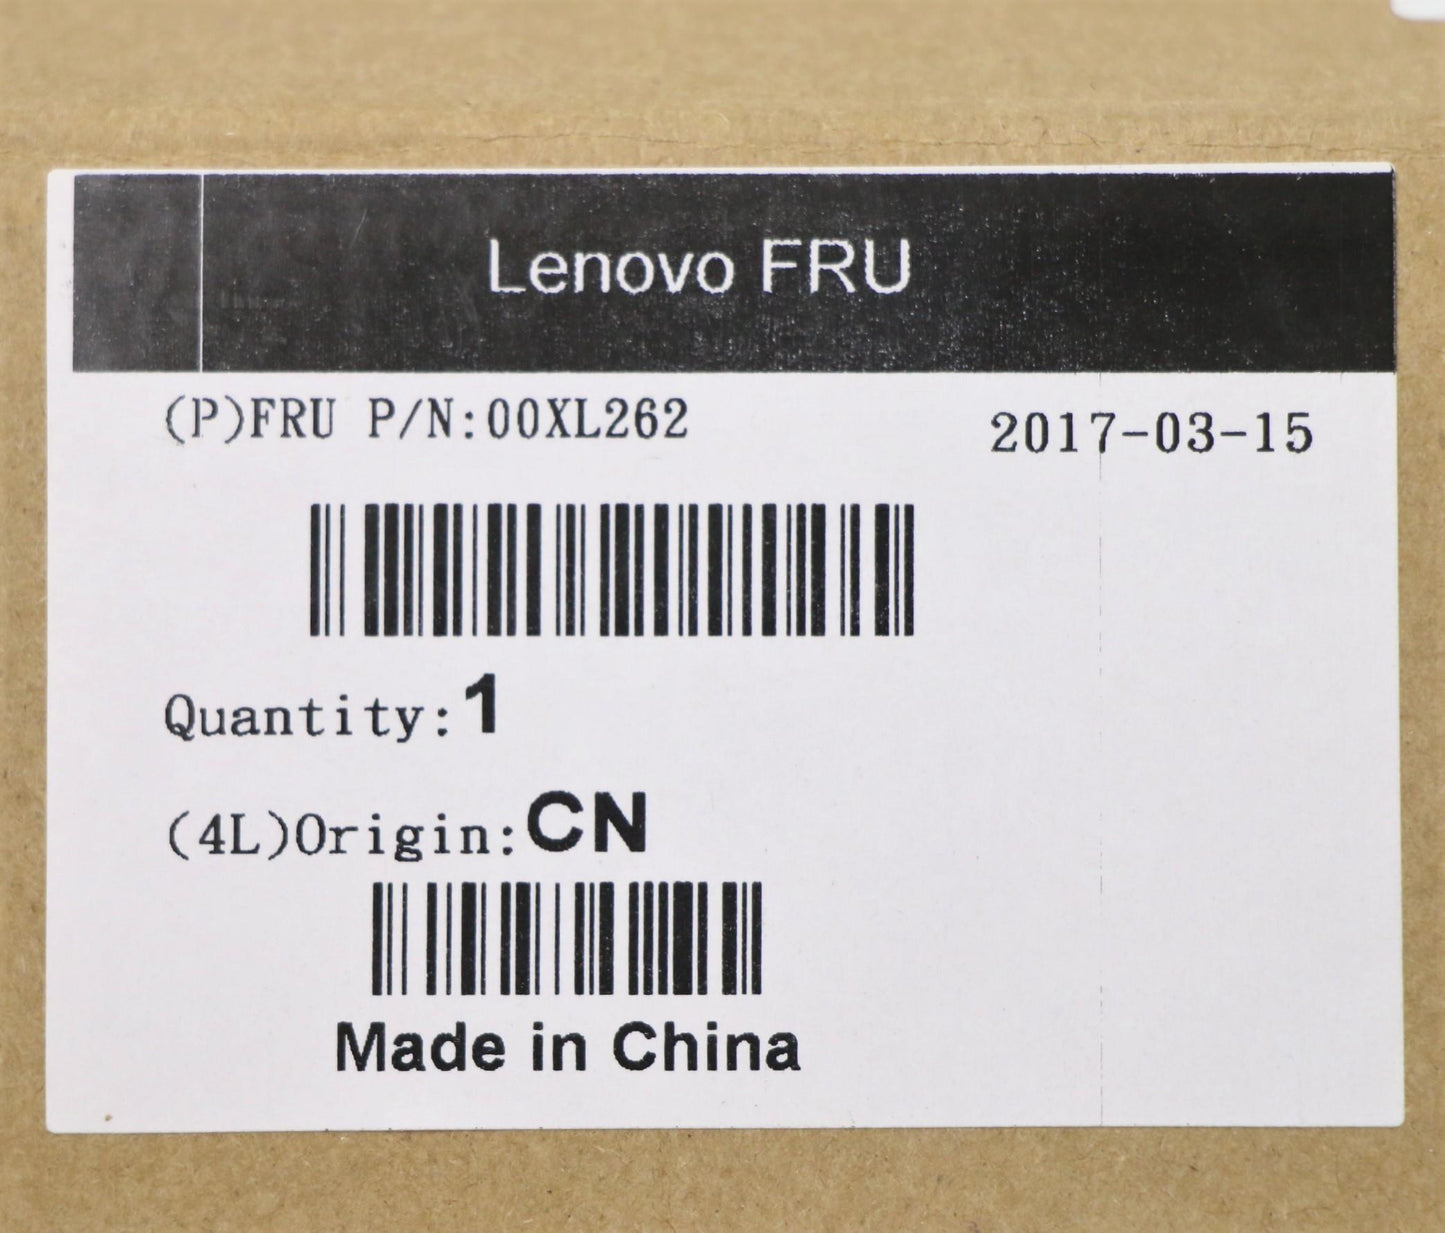 Lenovo FRU
(P)FRU P/N:00XL262
2017-03-15
Quantity:1
(4L)Origin:CN
Made in China